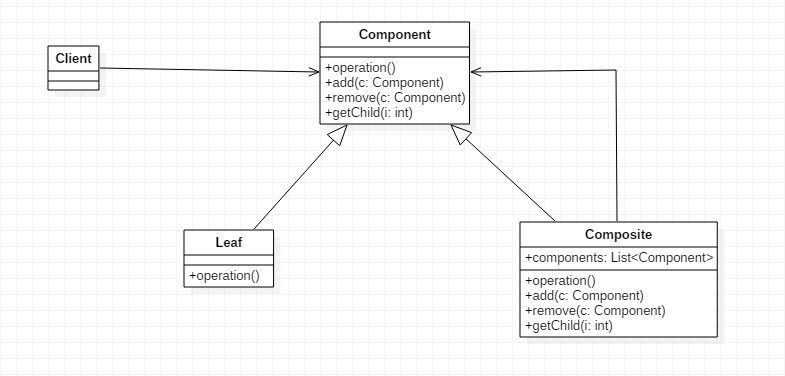 Component
Client
+operation()
+add(c: Component)
+remove(c: Component)
+getChild(i: int)
Leaf
+operation()
Composite
+components: List<Component>
+operation()
+add(c: Component)
+remove(c: Component)
+getChild(i: int)